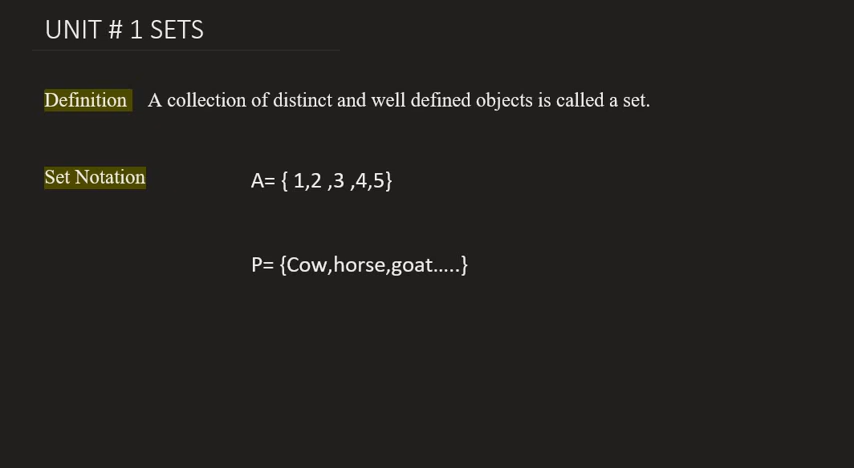 UNIT # 1 SETS
Definition A collection of distinct and well defined objects is called a set.
Set Notation A= { 1,2 ,3 ,4,5}
P= {Cow,horse,goat.....}